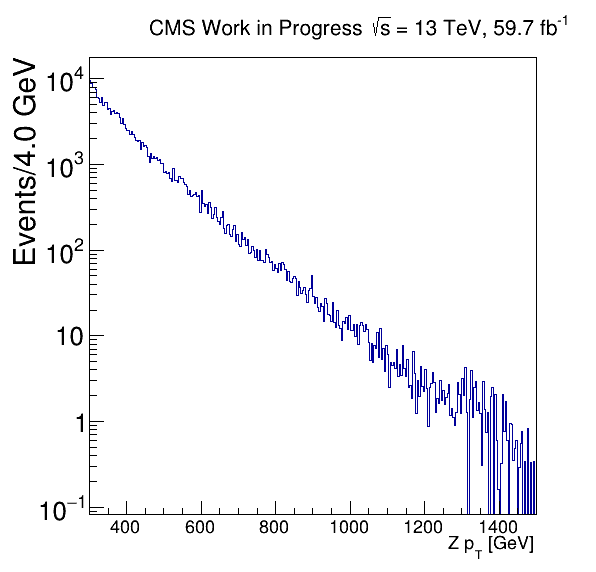 CMS Work in Progress √s = 13 TeV, 59.7 fb⁻¹
Events/4.0 GeV
10⁴
10³
10²
10
1
10⁻¹
400 600 800 1000 1200 1400
Z p_T [GeV]